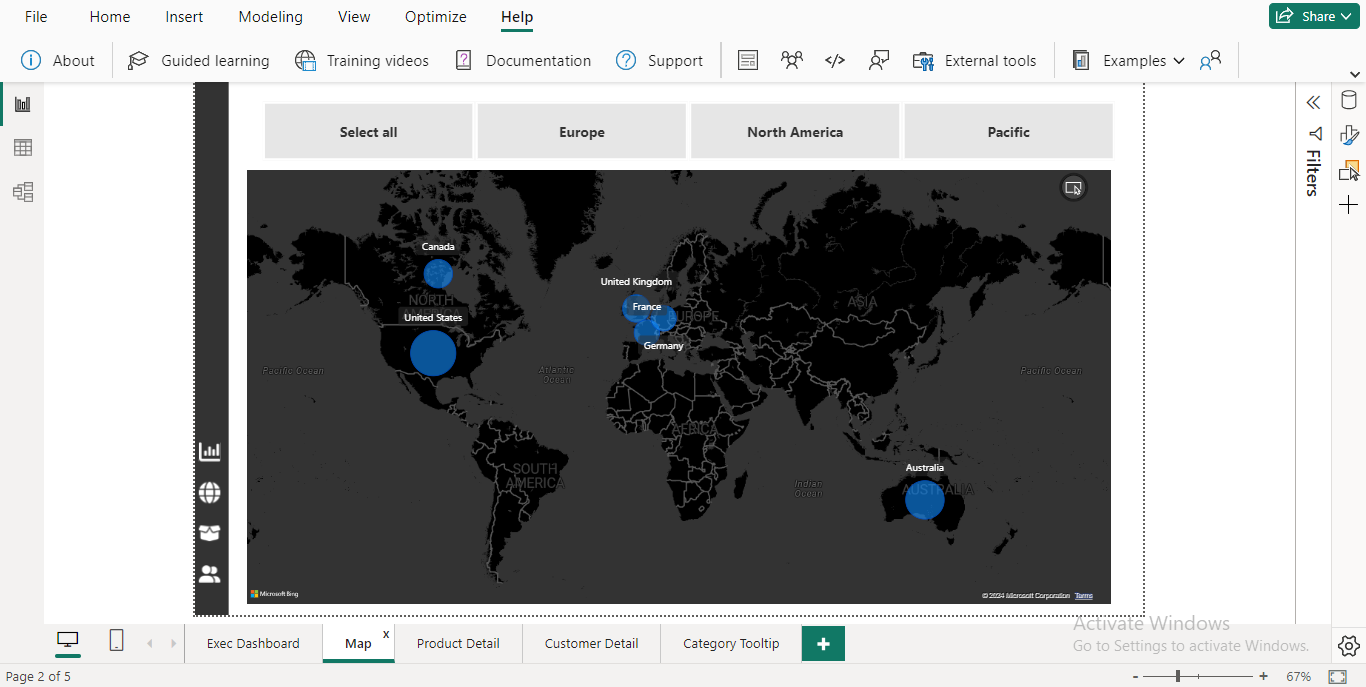 File Home Insert Modeling View Optimize Help Share
About Guided learning Training videos Documentation Support External tools Examples
Select all Europe North America Pacific
Filters
Canada
United Kingdom
NORTH AMERICA
United States
France
EUROPE
ASIA
Germany
Pacific Ocean
Atlantic Ocean
Pacific Ocean
AFRICA
SOUTH AMERICA
Indian Ocean
Australia
AUSTRALIA
Microsoft Bing
© 2024 Microsoft Corporation Terms
Activate Windows
Go to Settings to activate Windows.
Exec Dashboard Map x Product Detail Customer Detail Category Tooltip +
Page 2 of 5
- + 67%